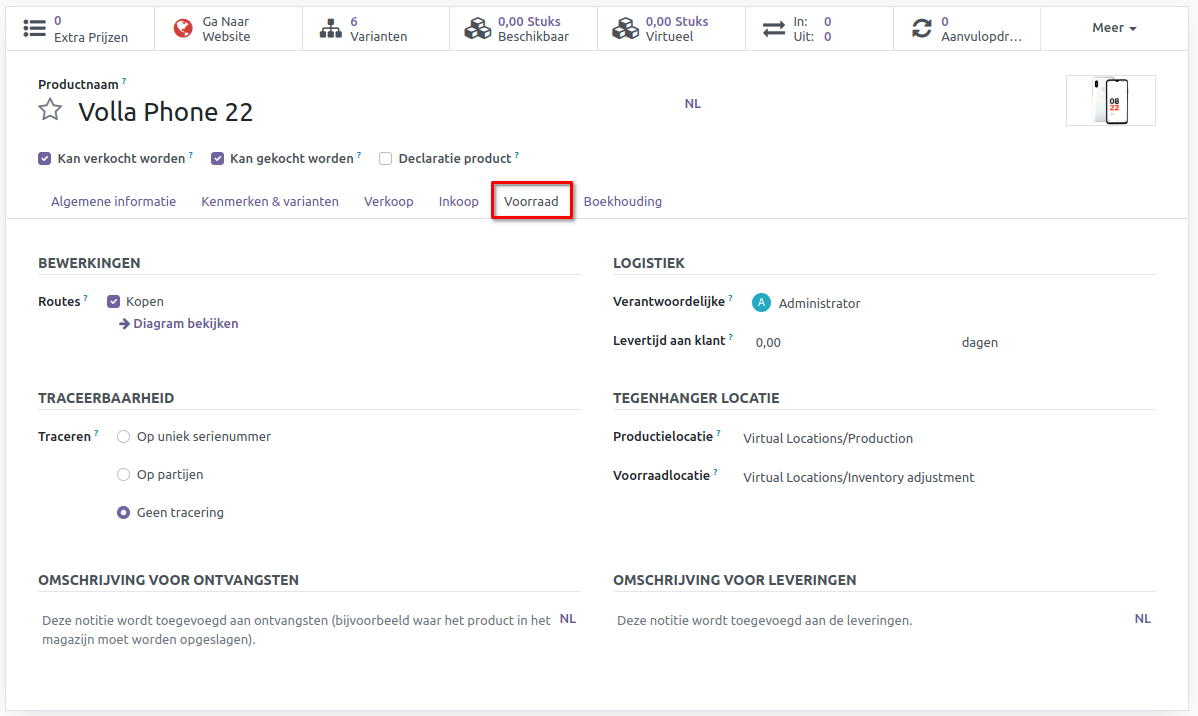 0
Extra Prijzen
Ga Naar
Website
6
Varianten
0,00 Stuks
Beschikbaar
0,00 Stuks
Virtueel
In: 0
Uit: 0
0
Aanvulopdr...
Meer
Productnaam ?
Volla Phone 22
NL
08
22
Kan verkocht worden ? Kan gekocht worden ? Declaratie product ?
Algemene informatie Kenmerken & varianten Verkoop Inkoop Voorraad Boekhouding
BEWERKINGEN
Routes ? Kopen
Diagram bekijken
LOGISTIEK
Verantwoordelijke ? A Administrator
Levertijd aan klant ? 0,00 dagen
TRACEERBAARHEID
Traceren ? Op uniek serienummer
Op partijen
Geen tracering
TEGENHANGER LOCATIE
Productielocatie ? Virtual Locations/Production
Voorraadlocatie ? Virtual Locations/Inventory adjustment
OMSCHRIJVING VOOR ONTVANGSTEN
Deze notitie wordt toegevoegd aan ontvangsten (bijvoorbeeld waar het product in het NL
magazijn moet worden opgeslagen).
OMSCHRIJVING VOOR LEVERINGEN
Deze notitie wordt toegevoegd aan de leveringen. NL